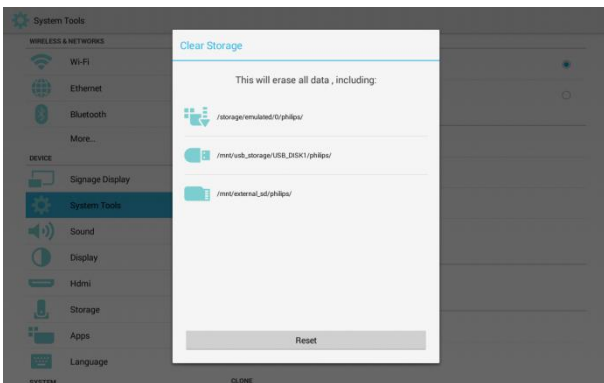 System Tools
WIRELESS & NETWORKS
Wi-Fi
Ethernet
Bluetooth
More...
DEVICE
Signage Display
System Tools
Sound
Display
Hdmi
Storage
Apps
Language
SYSTEM
Clear Storage
This will erase all data , including:
/storage/emulated/0/philips/
/mnt/usb_storage/USB_DISK1/philips/
/mnt/external_sd/philips/
Reset
CLONE